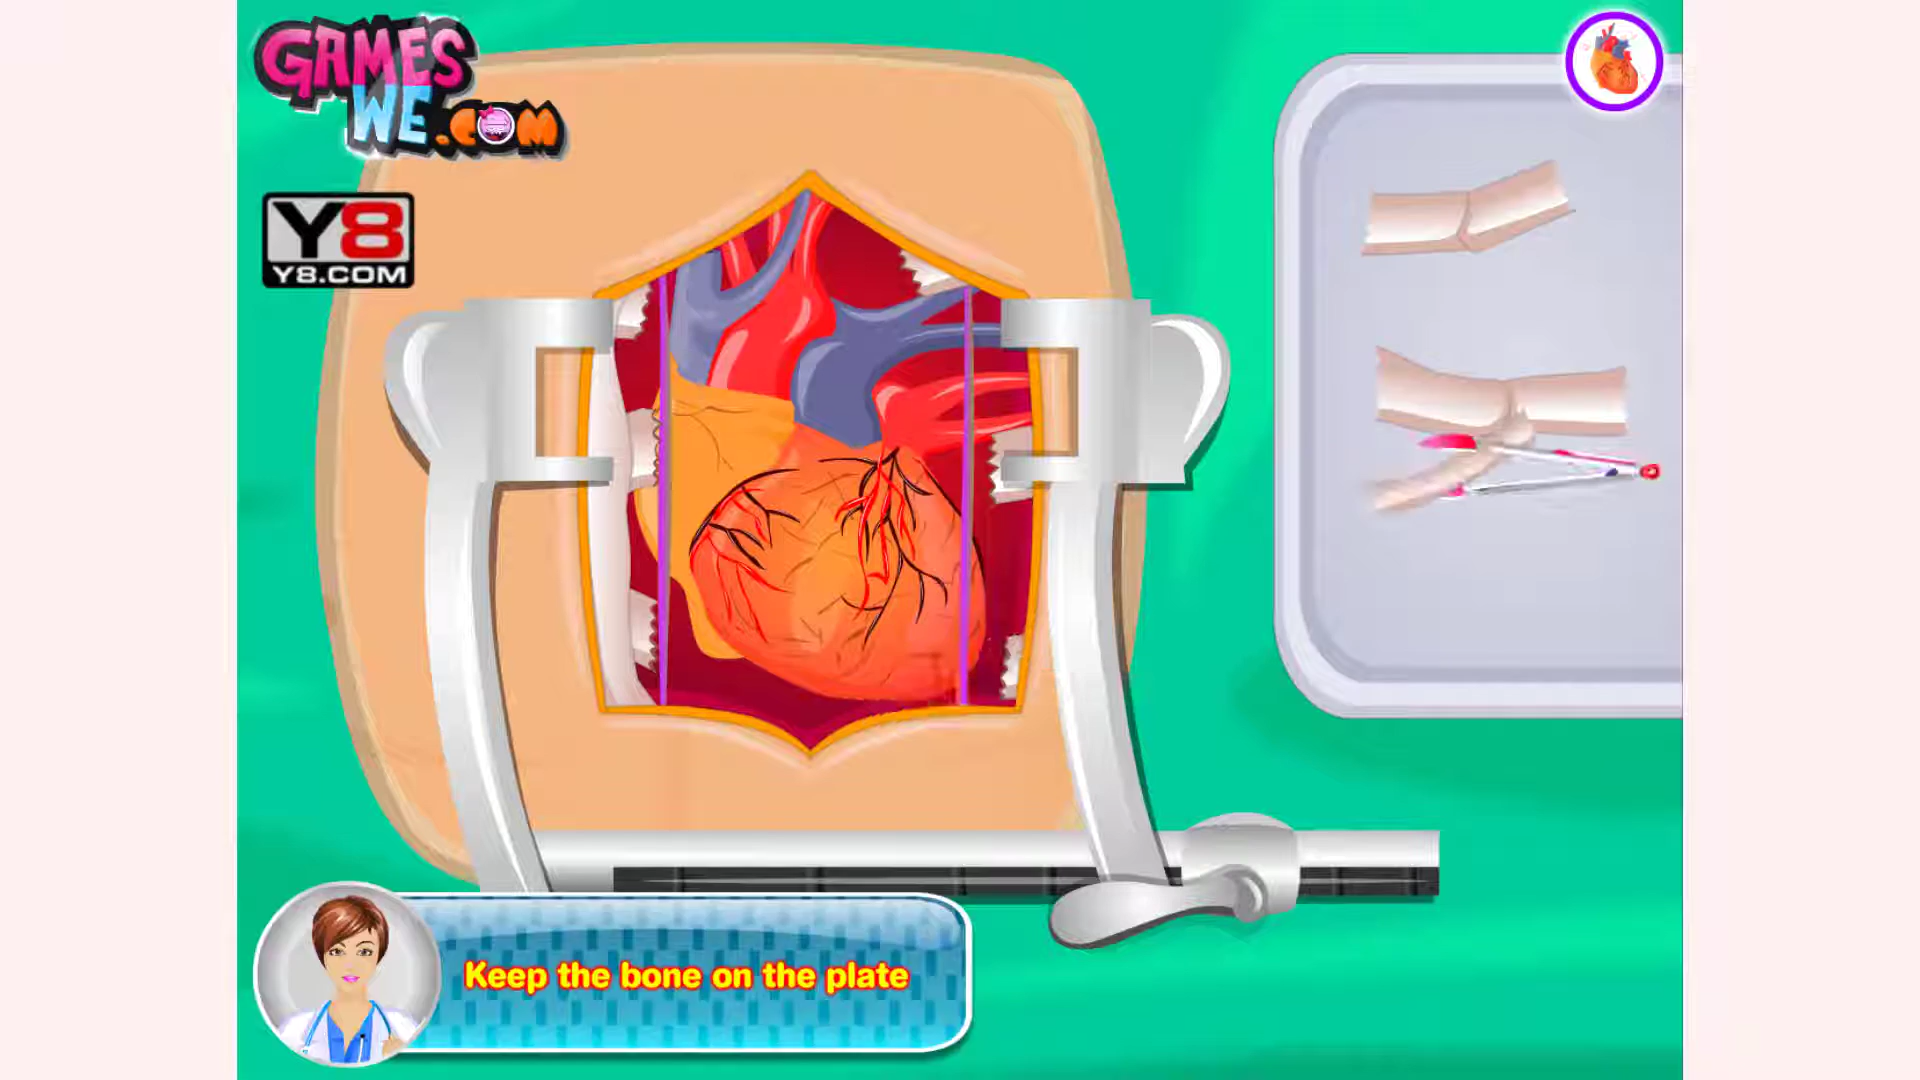 GAMES
WE.COM
Y8
Y8.COM
Keep the bone on the plate